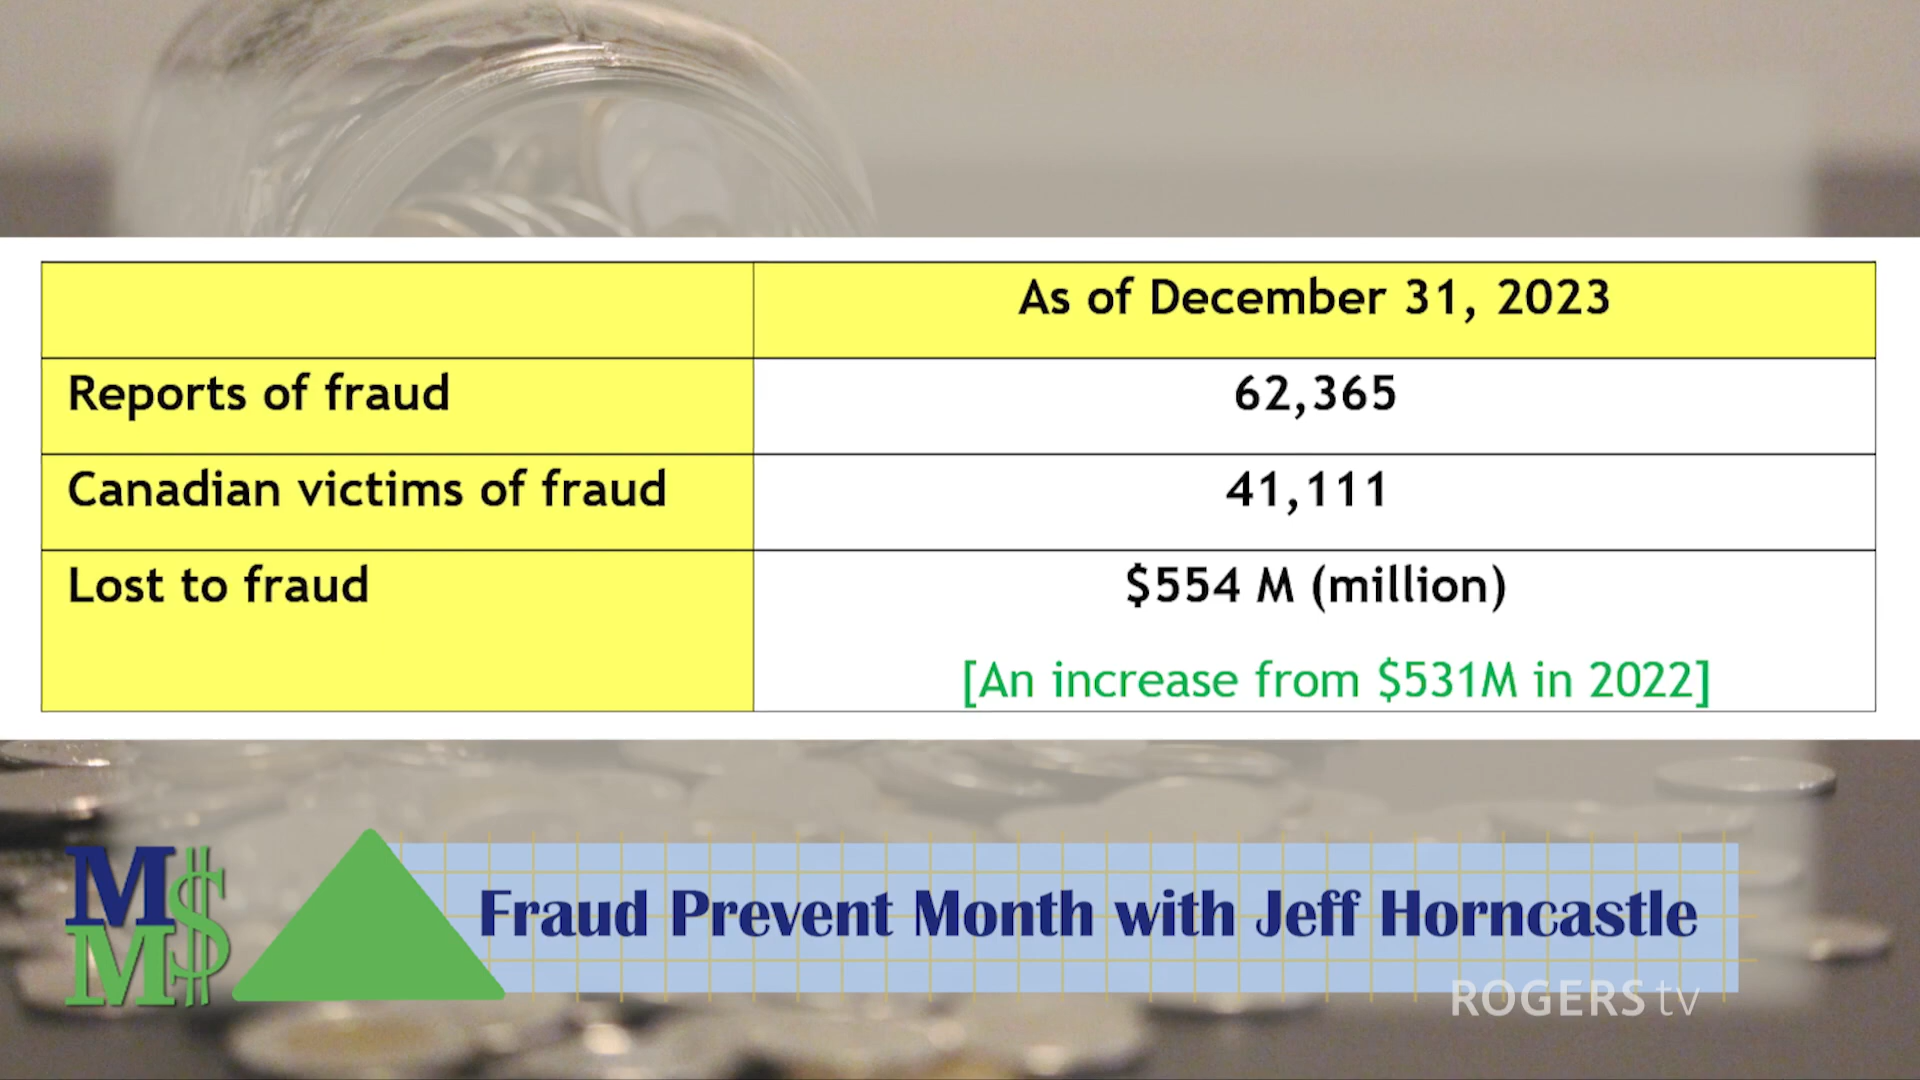 As of December 31, 2023
Reports of fraud 62,365
Canadian victims of fraud 41,111
Lost to fraud $554 M (million)
[An increase from $531M in 2022]
M$
M
Fraud Prevent Month with Jeff Horncastle
ROGERS tv